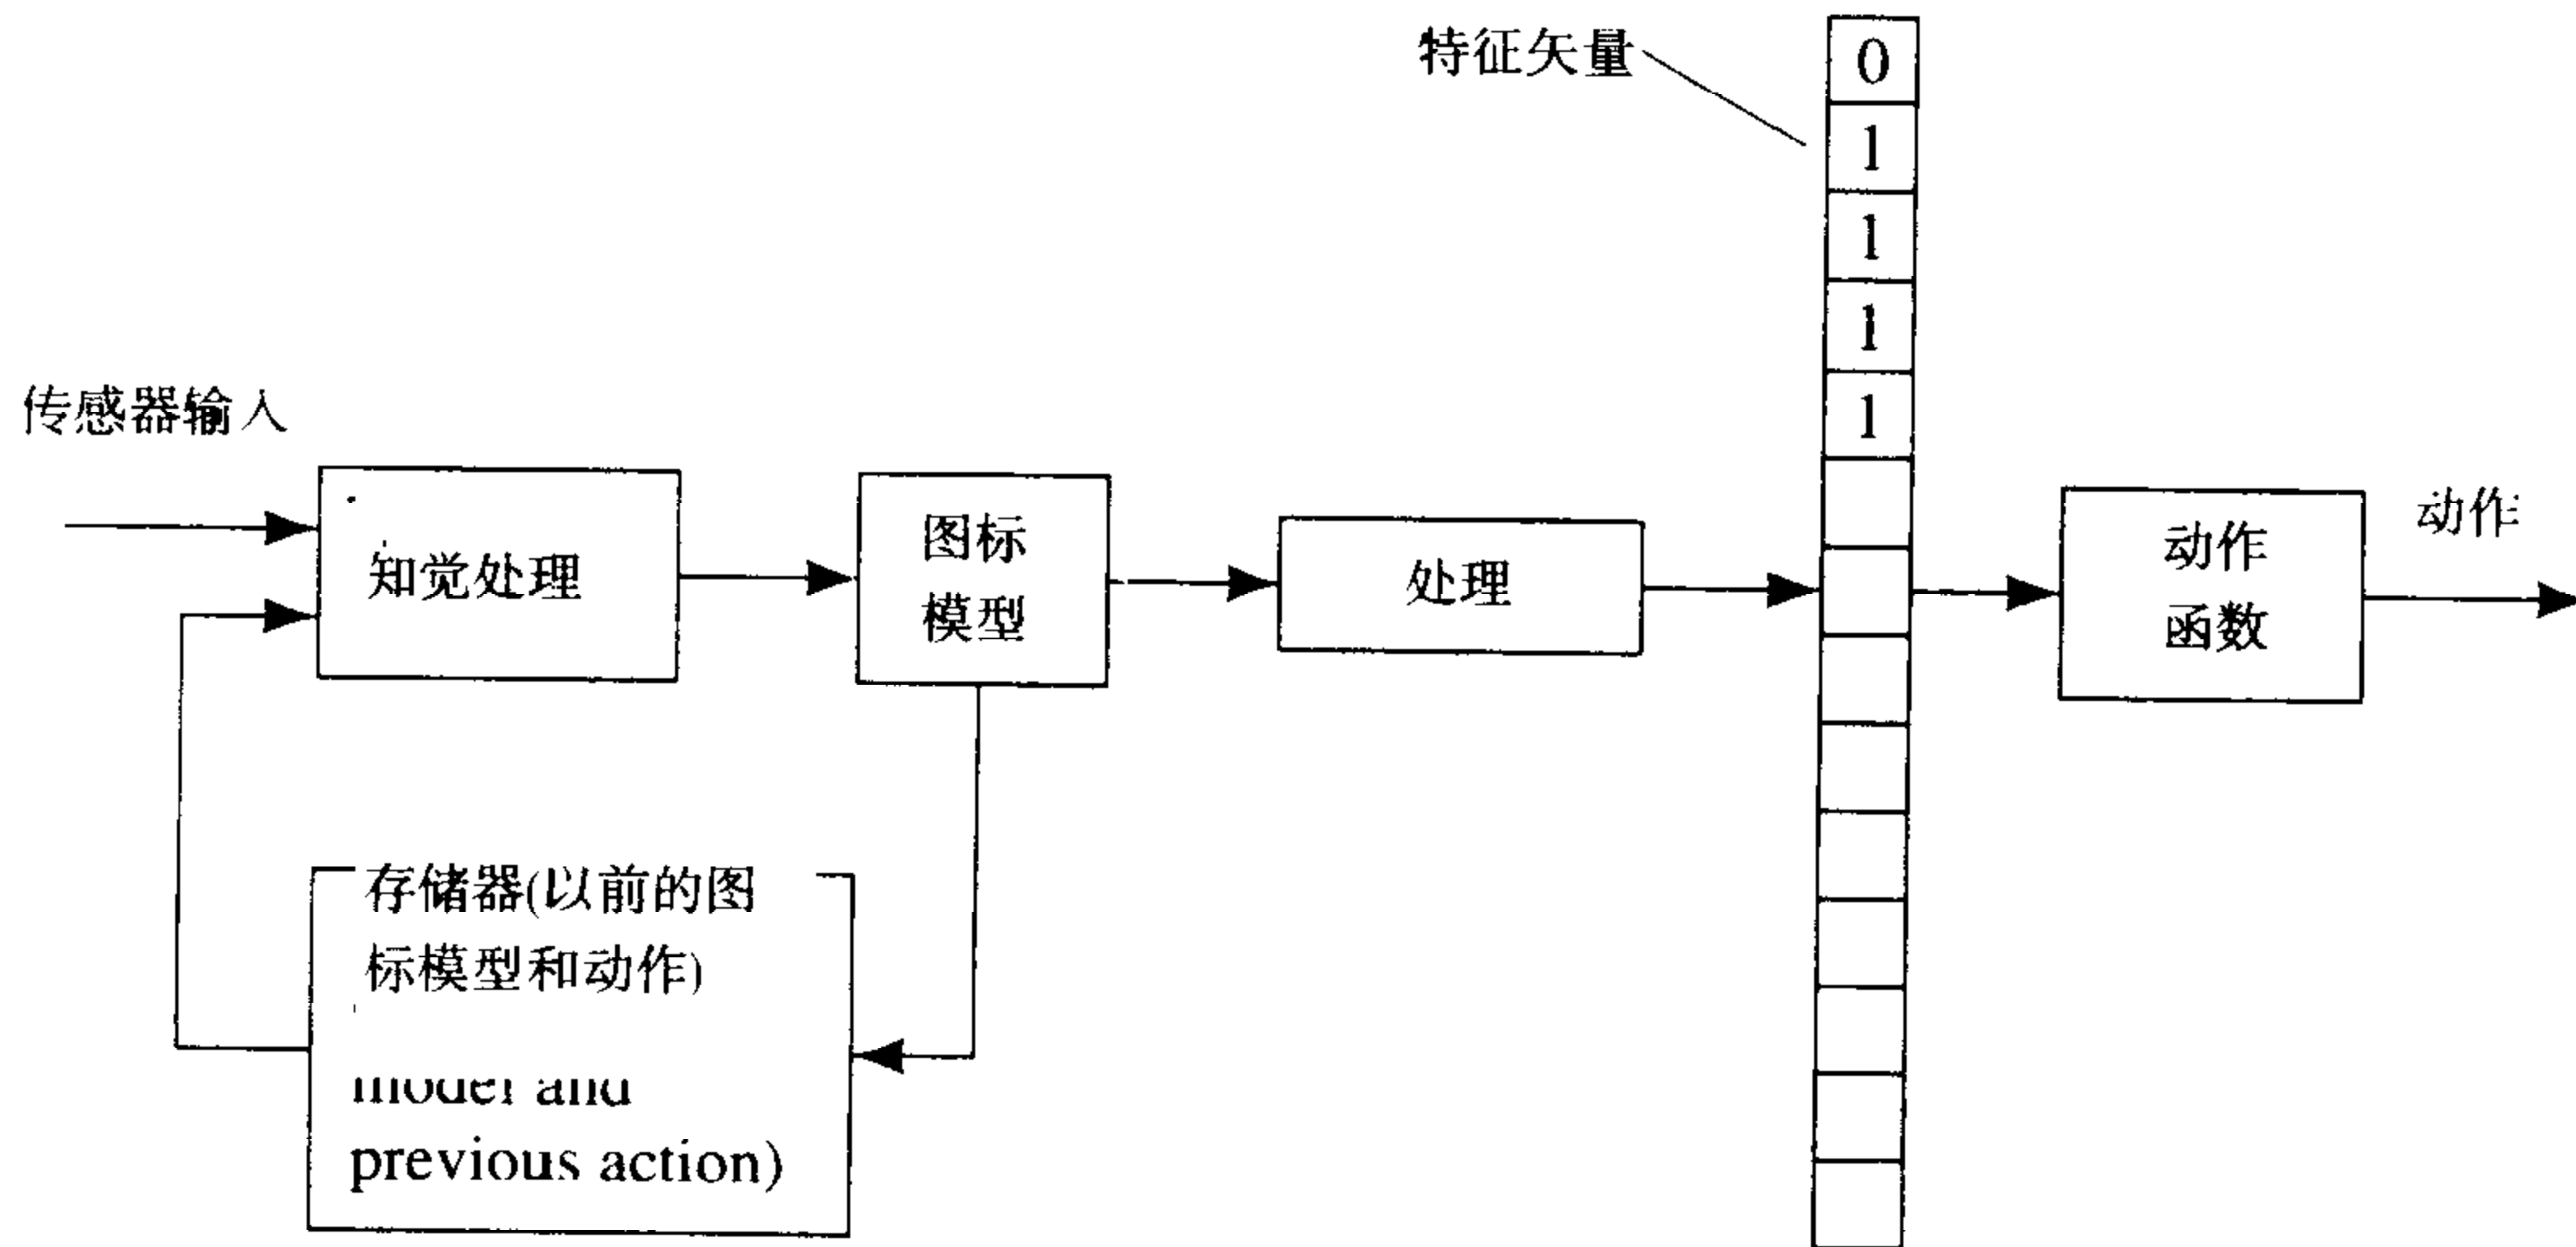 特征矢量
0
1
1
1
1
传感器输入
知觉处理
图标
模型
处理
动作
函数
动作
存储器(以前的图
标模型和动作)
model and
previous action)